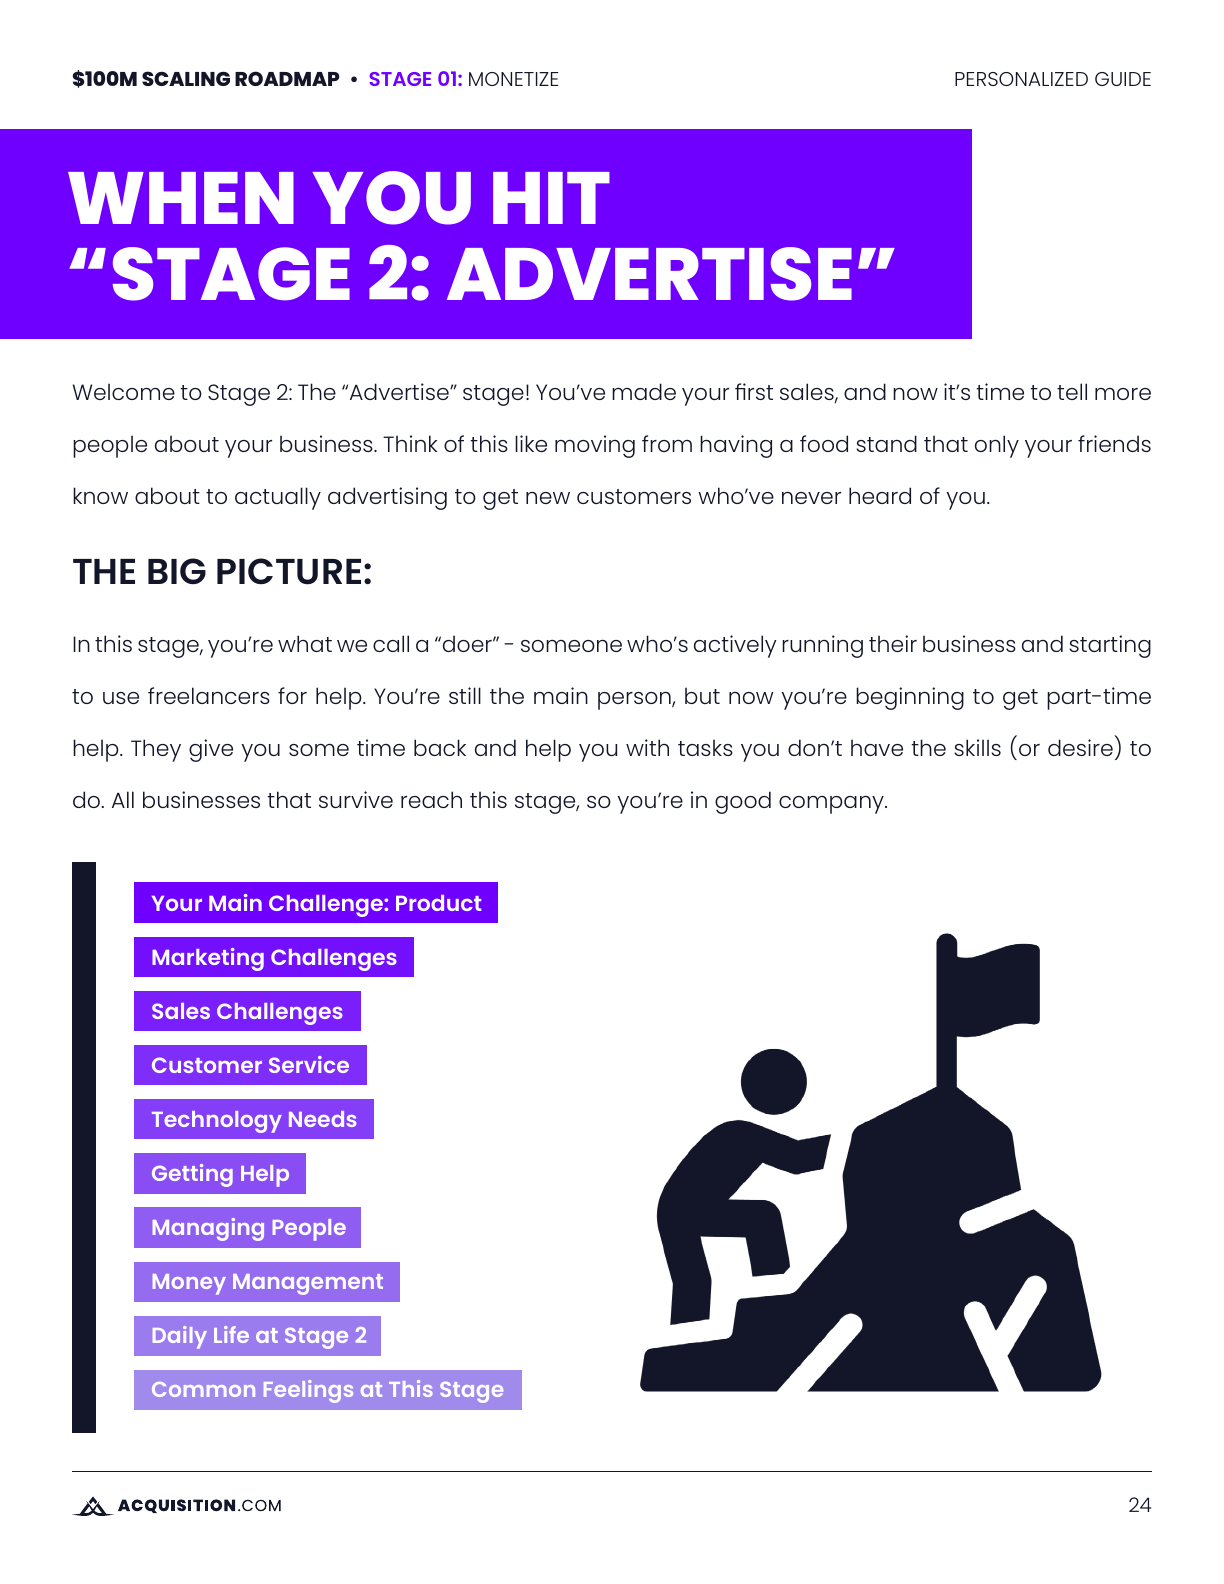 $100M SCALING ROADMAP • STAGE 01: MONETIZE
PERSONALIZED GUIDE
WHEN YOU HIT
“STAGE 2: ADVERTISE”
Welcome to Stage 2: The “Advertise” stage! You’ve made your first sales, and now it’s time to tell more
people about your business. Think of this like moving from having a food stand that only your friends
know about to actually advertising to get new customers who’ve never heard of you.
THE BIG PICTURE:
In this stage, you’re what we call a “doer” - someone who’s actively running their business and starting
to use freelancers for help. You’re still the main person, but now you’re beginning to get part-time
help. They give you some time back and help you with tasks you don’t have the skills (or desire) to
do. All businesses that survive reach this stage, so you’re in good company.
Your Main Challenge: Product
Marketing Challenges
Sales Challenges
Customer Service
Technology Needs
Getting Help
Managing People
Money Management
Daily Life at Stage 2
Common Feelings at This Stage
ACQUISITION.COM
24